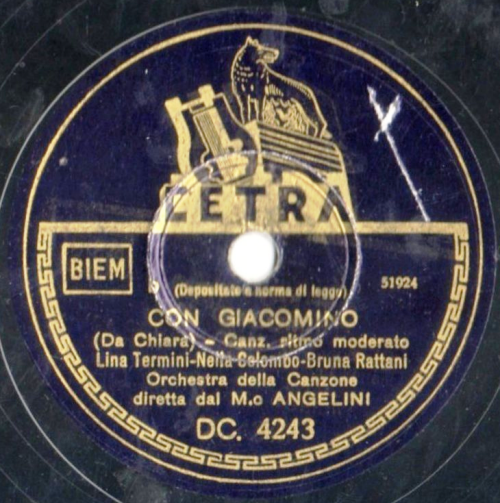 CETRA
BIEM
(Depositato a norma di legge)
51924
CON GIACOMINO
(Da Chiara) - Canz. ritmo moderato
Lina Termini-Nella Colombo-Bruna Rattani
Orchestra della Canzone
diretta dal M.o ANGELINI
DC. 4243